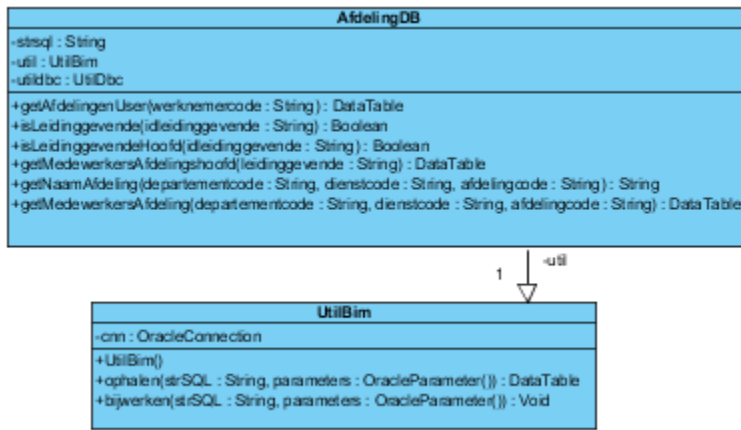 AfdelingDB
-strsql : String
-util : UtilBim
-utildbc : UtilDbc
+getAfdelingenUser(werknemercode : String) : DataTable
+isLeidinggevende(idleidinggevende : String) : Boolean
+isLeidinggevendeHoofd(idleidinggevende : String) : Boolean
+getMedewerkersAfdelingshoofd(leidinggevende : String) : DataTable
+getNaamAfdeling(departementcode : String, dienstcode : String, afdelingcode : String) : String
+getMedewerkersAfdeling(departementcode : String, dienstcode : String, afdelingcode : String) : DataTable
1
-util
UtilBim
-cnn : OracleConnection
+UtilBim()
+ophalen(strSQL : String, parameters : OracleParameter()) : DataTable
+bijwerken(strSQL : String, parameters : OracleParameter()) : Void